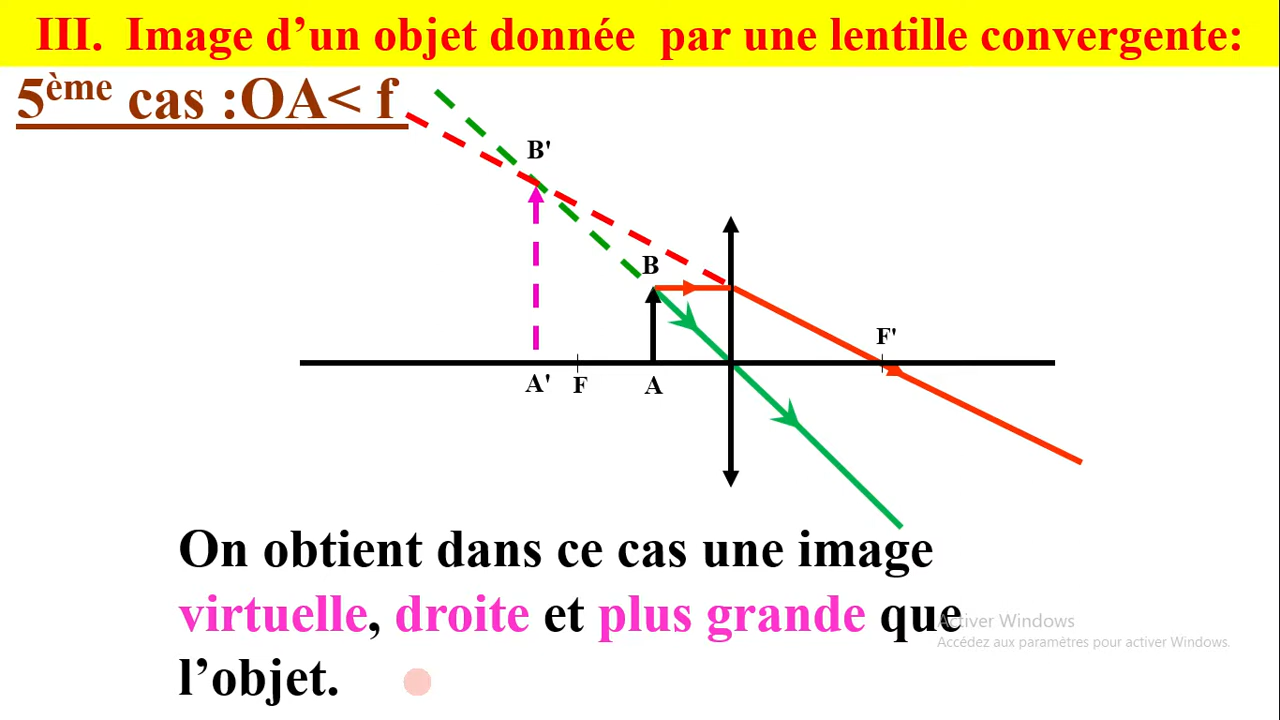 III. Image d’un objet donnée par une lentille convergente:
5ème cas :OA< f
B'
B
F'
A'
F
A
On obtient dans ce cas une image
virtuelle, droite et plus grande que
l’objet.
Activer Windows
Accédez aux paramètres pour activer Windows.